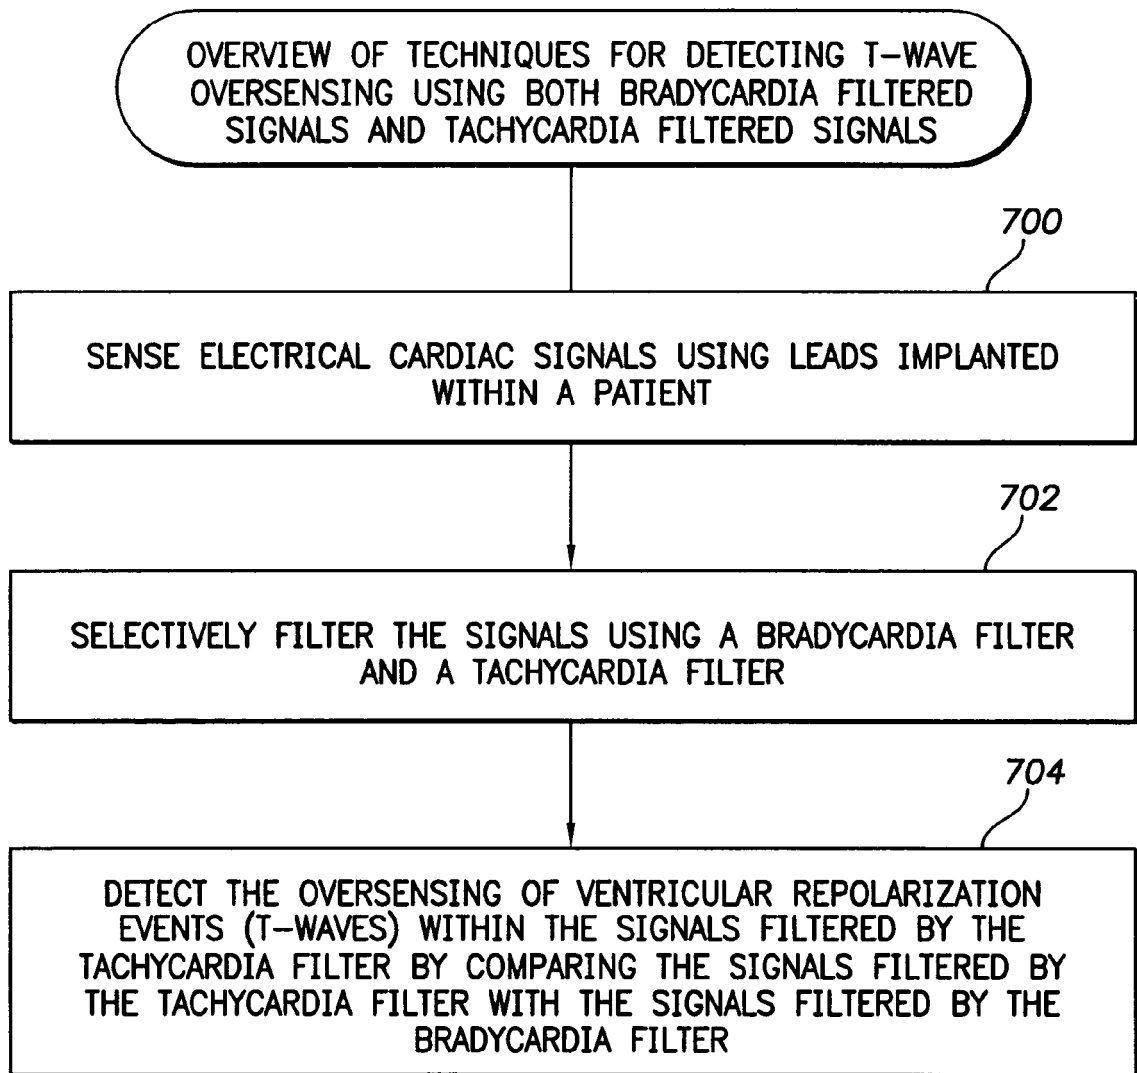 OVERVIEW OF TECHNIQUES FOR DETECTING T-WAVE
OVERSENSING USING BOTH BRADYCARDIA FILTERED
SIGNALS AND TACHYCARDIA FILTERED SIGNALS
700
SENSE ELECTRICAL CARDIAC SIGNALS USING LEADS IMPLANTED
WITHIN A PATIENT
702
SELECTIVELY FILTER THE SIGNALS USING A BRADYCARDIA FILTER
AND A TACHYCARDIA FILTER
704
DETECT THE OVERSENSING OF VENTRICULAR REPOLARIZATION
EVENTS (T-WAVES) WITHIN THE SIGNALS FILTERED BY THE
TACHYCARDIA FILTER BY COMPARING THE SIGNALS FILTERED BY
THE TACHYCARDIA FILTER WITH THE SIGNALS FILTERED BY THE
BRADYCARDIA FILTER